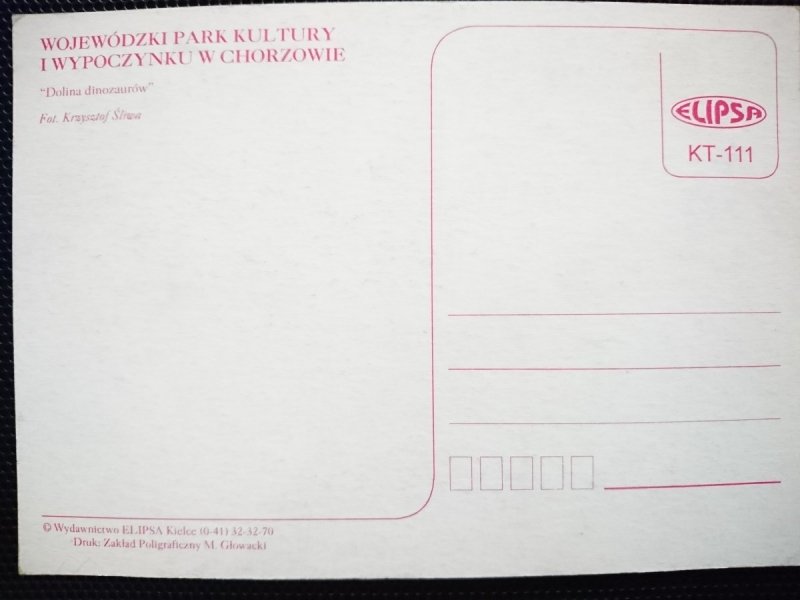 WOJEWÓDZKI PARK KULTURY
I WYPOCZYNKU W CHORZOWIE
"Dolina dinozaurów"
Fot. Krzysztof Śliwa
ELIPSA
KT-111
© Wydawnictwo ELIPSA Kielce (0-41) 32-32-70
Druk: Zakład Poligraficzny M. Głowacki